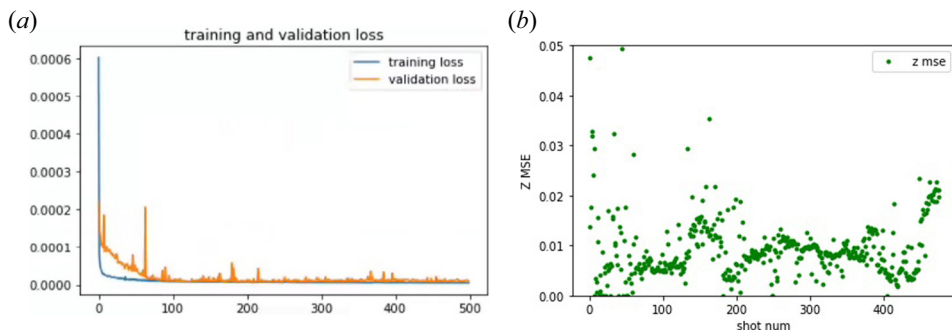 (a)
training and validation loss
training loss
validation loss
0.0006
0.0005
0.0004
0.0003
0.0002
0.0001
0.0000
0 100 200 300 400 500
(b)
z mse
Z MSE
0.05
0.04
0.03
0.02
0.01
0.00
0 100 200 300 400
shot num